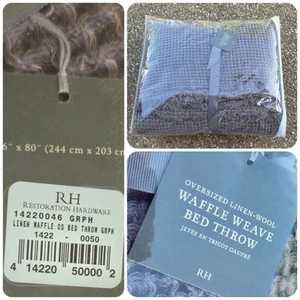 6" x 80" (244 cm x 203 cm
RH
RESTORATION HARDWARE
14220046 GRPH
LINEN WAFFLE OS BED THROW GRPH
1422 - 0050
4 14220 50000 2
OVERSIZED LINEN-WOOL
WAFFLE WEAVE
BED THROW
JETÉE EN TRICOT GAUFRÉ
RH